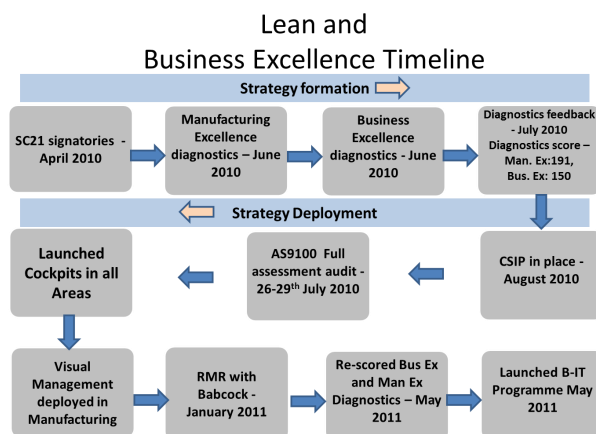 Lean and
Business Excellence Timeline
Strategy formation
SC21 signatories -
April 2010
Manufacturing
Excellence
diagnostics – June
2010
Business
Excellence
diagnostics - June
2010
Diagnostics feedback
- July 2010
Diagnostics score –
Man. Ex:191,
Bus. Ex: 150
Strategy Deployment
Launched
Cockpits in all
Areas
AS9100 Full
assessment audit -
26-29th July 2010
CSIP in place -
August 2010
Visual
Management
deployed in
Manufacturing
RMR with
Babcock -
January 2011
Re-scored Bus Ex
and Man Ex
Diagnostics – May
2011
Launched B-IT
Programme May
2011